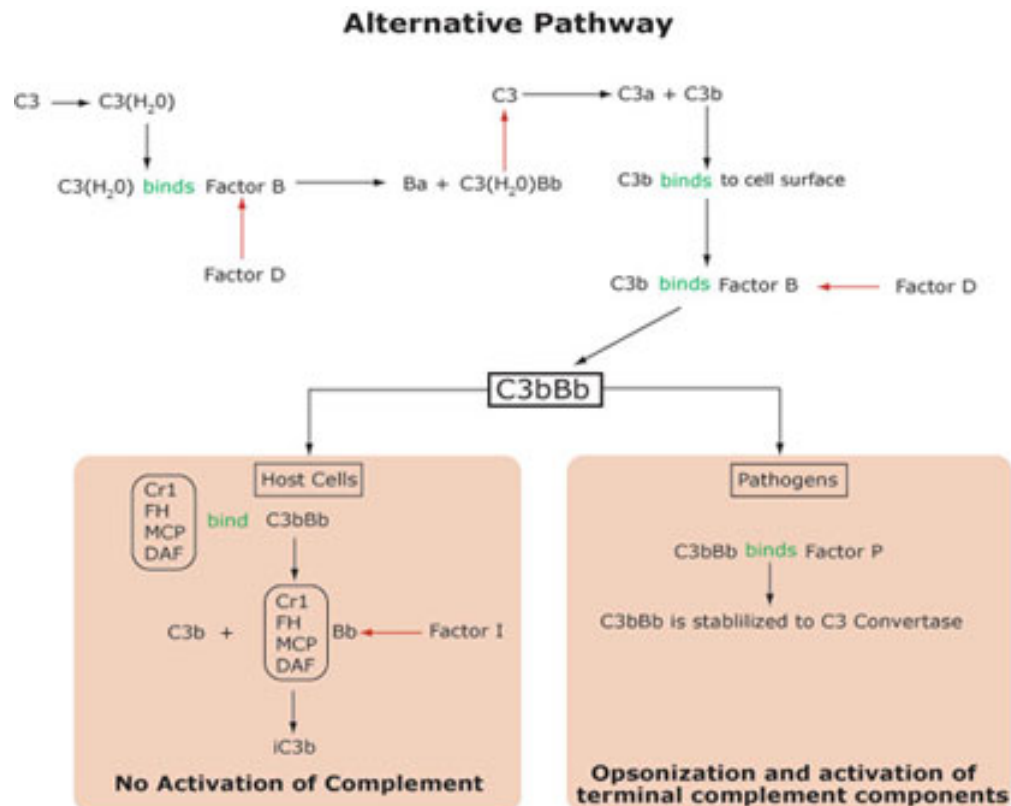 Alternative Pathway
C3
C3(H20)
C3
C3a + C3b
C3(H20) binds Factor B
Ba + C3(H20)Bb
C3b binds to cell surface
Factor D
C3b binds Factor B
Factor D
C3bBb
Host Cells
Cr1
FH
MCP
DAF
bind
C3bBb
C3b +
Cr1
FH
MCP
DAF
Bb
Factor I
iC3b
No Activation of Complement
Pathogens
C3bBb binds Factor P
C3bBb is stablilized to C3 Convertase
Opsonization and activation of
terminal complement components